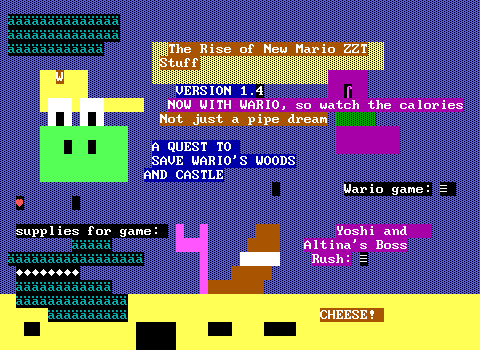 The Rise of New Mario ZZT
Stuff
W
VERSION 1.4
NOW WITH WARIO, so watch the calories
Not just a pipe dream
A QUEST TO
SAVE WARIO'S WOODS
AND CASTLE
Wario game:
supplies for game:
Yoshi and
Altina's Boss
Rush:
CHEESE!